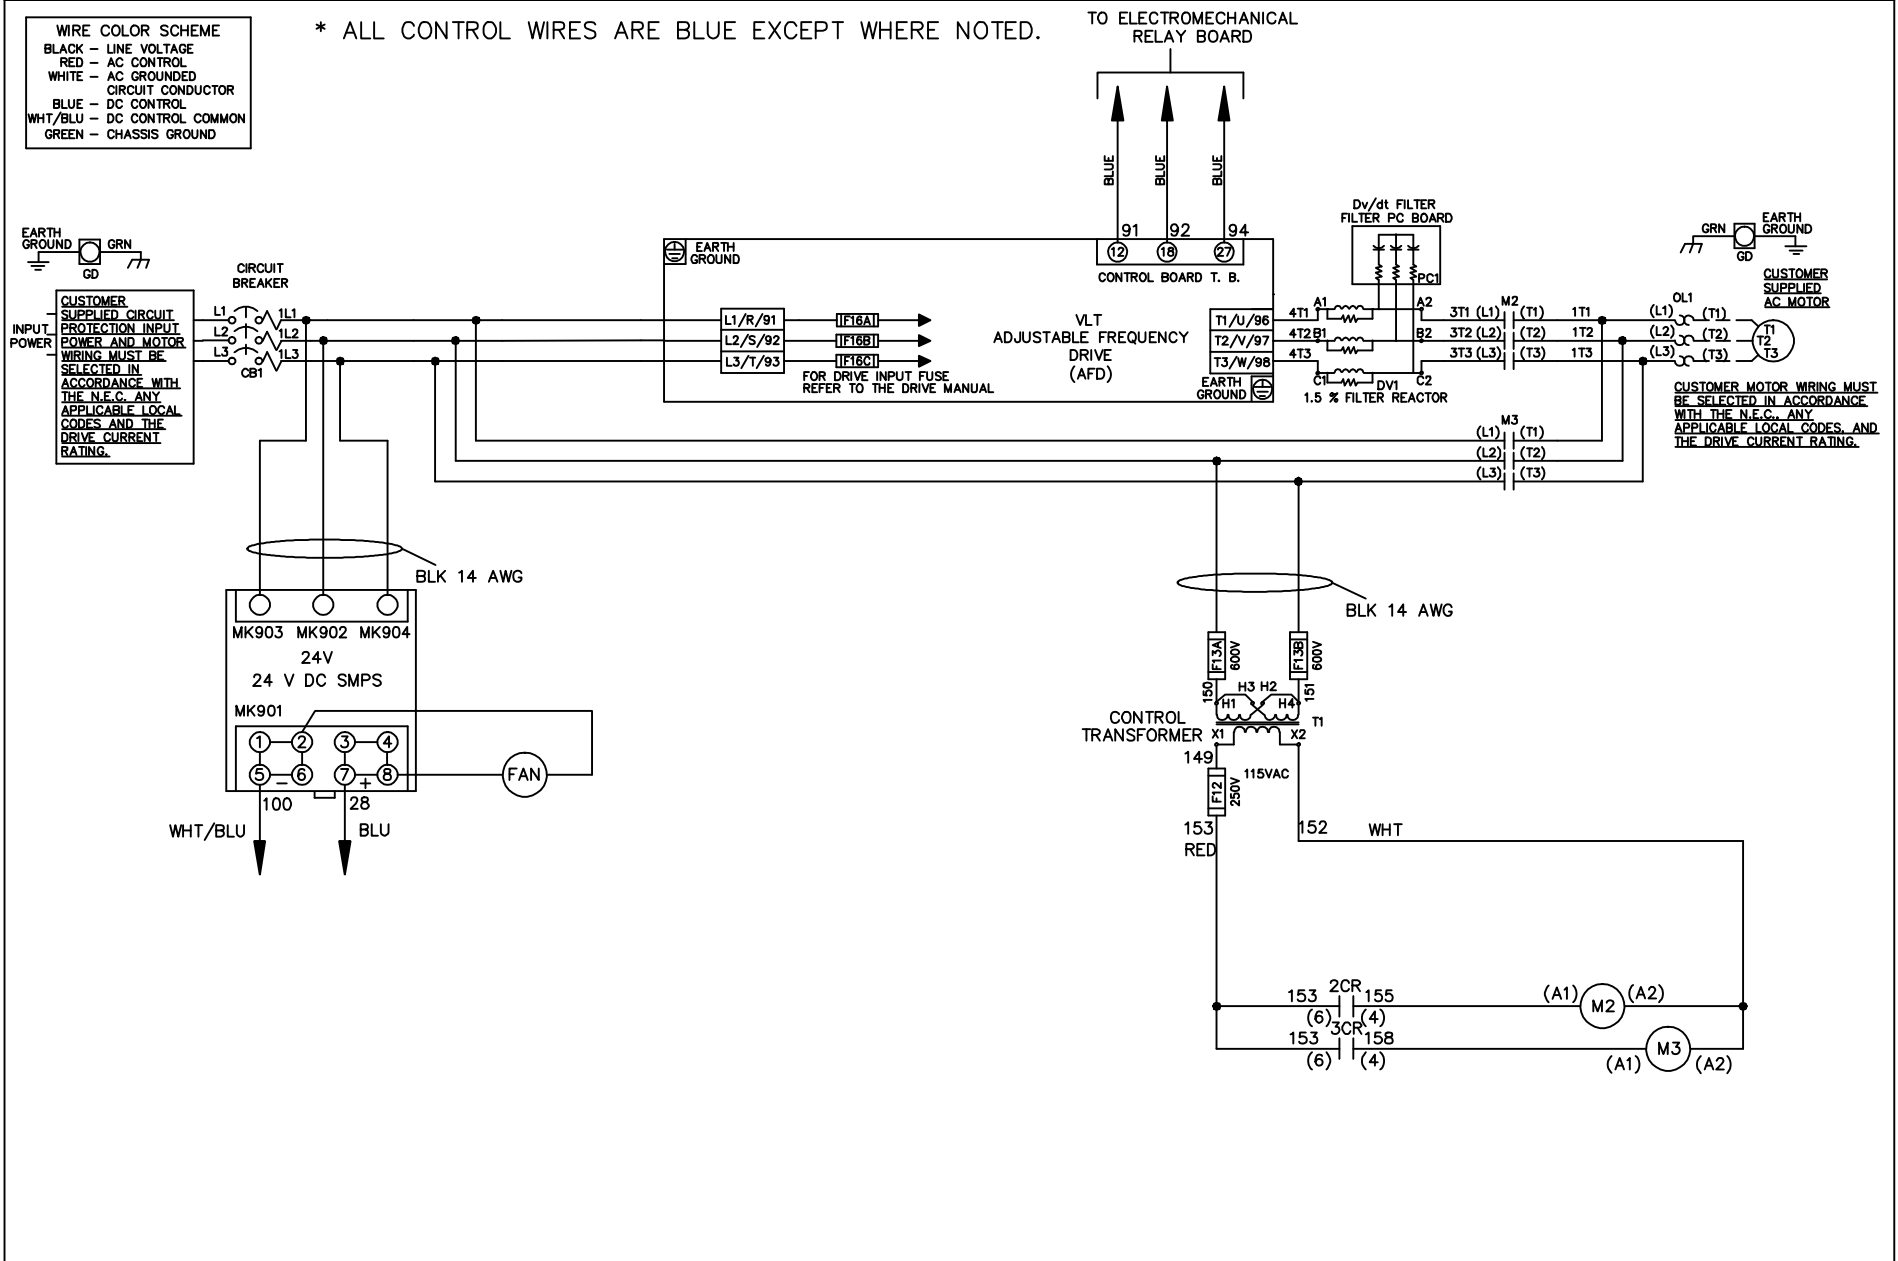 WIRE COLOR SCHEME
BLACK – LINE VOLTAGE
RED – AC CONTROL
WHITE – AC GROUNDED
CIRCUIT CONDUCTOR
BLUE – DC CONTROL
WHT/BLU – DC CONTROL COMMON
GREEN – CHASSIS GROUND
* ALL CONTROL WIRES ARE BLUE EXCEPT WHERE NOTED.
TO ELECTROMECHANICAL
RELAY BOARD
BLUE
BLUE
BLUE
91
92
94
12
18
27
CONTROL BOARD T. B.
EARTH
GROUND
GRN
GD
CIRCUIT
BREAKER
INPUT
POWER
CUSTOMER
SUPPLIED CIRCUIT
PROTECTION INPUT
POWER AND MOTOR
WIRING MUST BE
SELECTED IN
ACCORDANCE WITH
THE N.E.C. ANY
APPLICABLE LOCAL
CODES AND THE
DRIVE CURRENT
RATING.
L1
1L1
L2
1L2
L3
1L3
CB1
EARTH
GROUND
L1/R/91
L2/S/92
L3/T/93
IF16A
IF16B
IF16C
FOR DRIVE INPUT FUSE
REFER TO THE DRIVE MANUAL
VLT
ADJUSTABLE FREQUENCY
DRIVE
(AFD)
T1/U/96
T2/V/97
T3/W/98
EARTH
GROUND
Dv/dt FILTER
FILTER PC BOARD
PC1
4T1
A1
A2
4T2
B1
B2
4T3
C1
C2
DV1
1.5 % FILTER REACTOR
M2
3T1 (L1) (T1) 1T1
3T2 (L2) (T2) 1T2
3T3 (L3) (T3) 1T3
GRN
GD
EARTH
GROUND
CUSTOMER
SUPPLIED
AC MOTOR
OL1
(L1) (T1)
(L2) (T2)
(L3) (T3)
T1
T2
T3
CUSTOMER MOTOR WIRING MUST
BE SELECTED IN ACCORDANCE
WITH THE N.E.C., ANY
APPLICABLE LOCAL CODES, AND
THE DRIVE CURRENT RATING.
M3
(L1) (T1)
(L2) (T2)
(L3) (T3)
BLK 14 AWG
MK903 MK902 MK904
24V
24 V DC SMPS
MK901
1 2 3 4
5 – 6 7 + 8
FAN
100
28
WHT/BLU
BLU
BLK 14 AWG
F13A
600V
F13B
600V
150
151
H3 H2
H1
H4
T1
CONTROL
TRANSFORMER
X1
X2
149
115VAC
F12
250V
153
RED
152
WHT
2CR
153
155
(6)
(4)
(A1)
M2
(A2)
3CR
153
158
(6)
(4)
(A1)
M3
(A2)